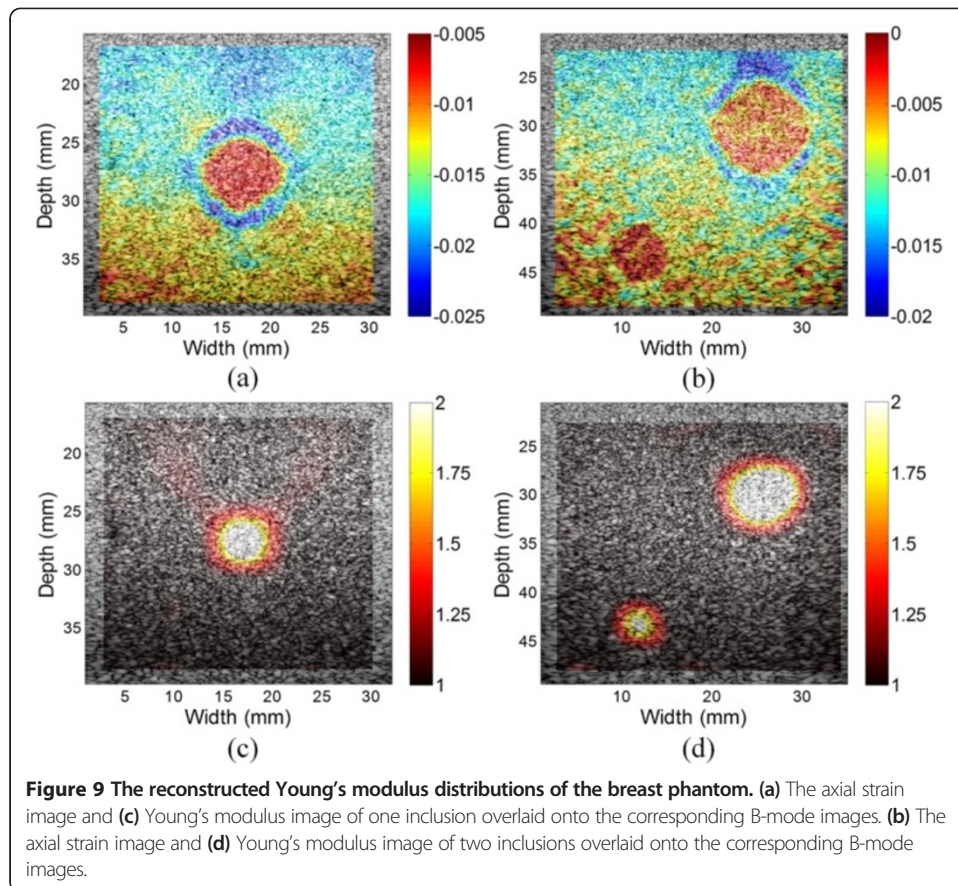 -0.005
-0.01
-0.015
-0.02
-0.025
20
25
30
35
Depth (mm)
5 10 15 20 25 30
Width (mm)
(a)
0
-0.005
-0.01
-0.015
-0.02
25
30
35
40
45
Depth (mm)
10 20 30
Width (mm)
(b)
2
1.75
1.5
1.25
1
20
25
30
35
Depth (mm)
5 10 15 20 25 30
Width (mm)
(c)
2
1.75
1.5
1.25
1
25
30
35
40
45
Depth (mm)
10 20 30
Width (mm)
(d)
Figure 9 The reconstructed Young's modulus distributions of the breast phantom. (a) The axial strain
image and (c) Young's modulus image of one inclusion overlaid onto the corresponding B-mode images. (b) The
axial strain image and (d) Young's modulus image of two inclusions overlaid onto the corresponding B-mode
images.